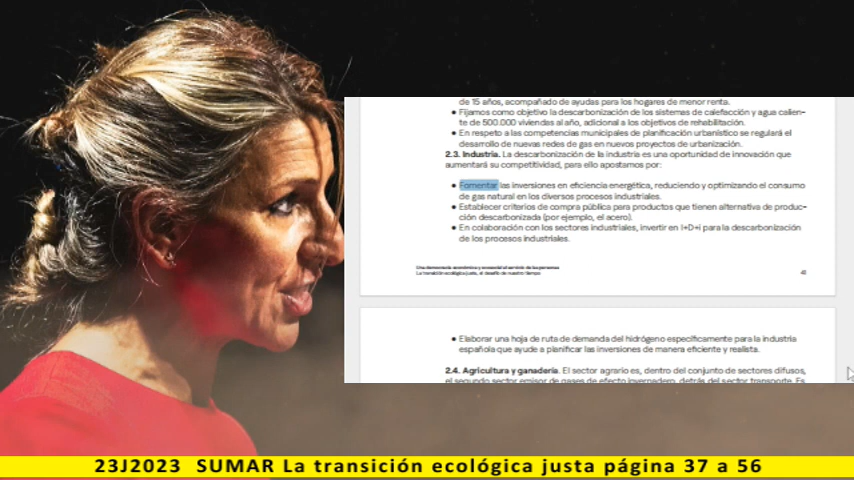 de 15 años, acompañado de ayudas para los hogares de menor renta.
● Fijamos como objetivo la descarbonización de los sistemas de calefacción y agua calien-
te de 500.000 viviendas al año, adicional a los objetivos de rehabilitación.
● En respeto a las competencias municipales de planificación urbanístico se regulará el
desarrollo de nuevas redes de gas en nuevos proyectos de urbanización.
2.3. Industria. La descarbonización de la industria es una oportunidad de innovación que
aumentará su competitividad, para ello apostamos por:
● Fomentar las inversiones en eficiencia energética, reduciendo y optimizando el consumo
de gas natural en los diversos procesos industriales.
● Establecer criterios de compra pública para productos que tienen alternativa de produc-
ción descarbonizada (por ejemplo, el acero).
● En colaboración con los sectores industriales, invertir en I+D+i para la descarbonización
de los procesos industriales.
Una democracia económica y ecosocial al servicio de las personas
La transición ecológica justa, el desafío de nuestro tiempo
● Elaborar una hoja de ruta de demanda del hidrógeno específicamente para la industria
española que ayude a planificar las inversiones de manera eficiente y realista.
2.4. Agricultura y ganadería. El sector agrario es, dentro del conjunto de sectores difusos,
el segundo sector emisor de gases de efecto invernadero, detrás del sector transporte. Es
23J2023 SUMAR La transición ecológica justa página 37 a 56